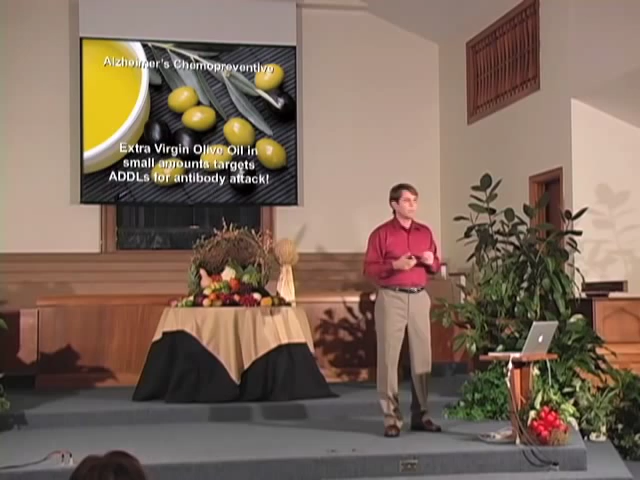 Alzheimer's Chemopreventive
Extra Virgin Olive Oil in
small amounts targets
ADDLs for antibody attack!